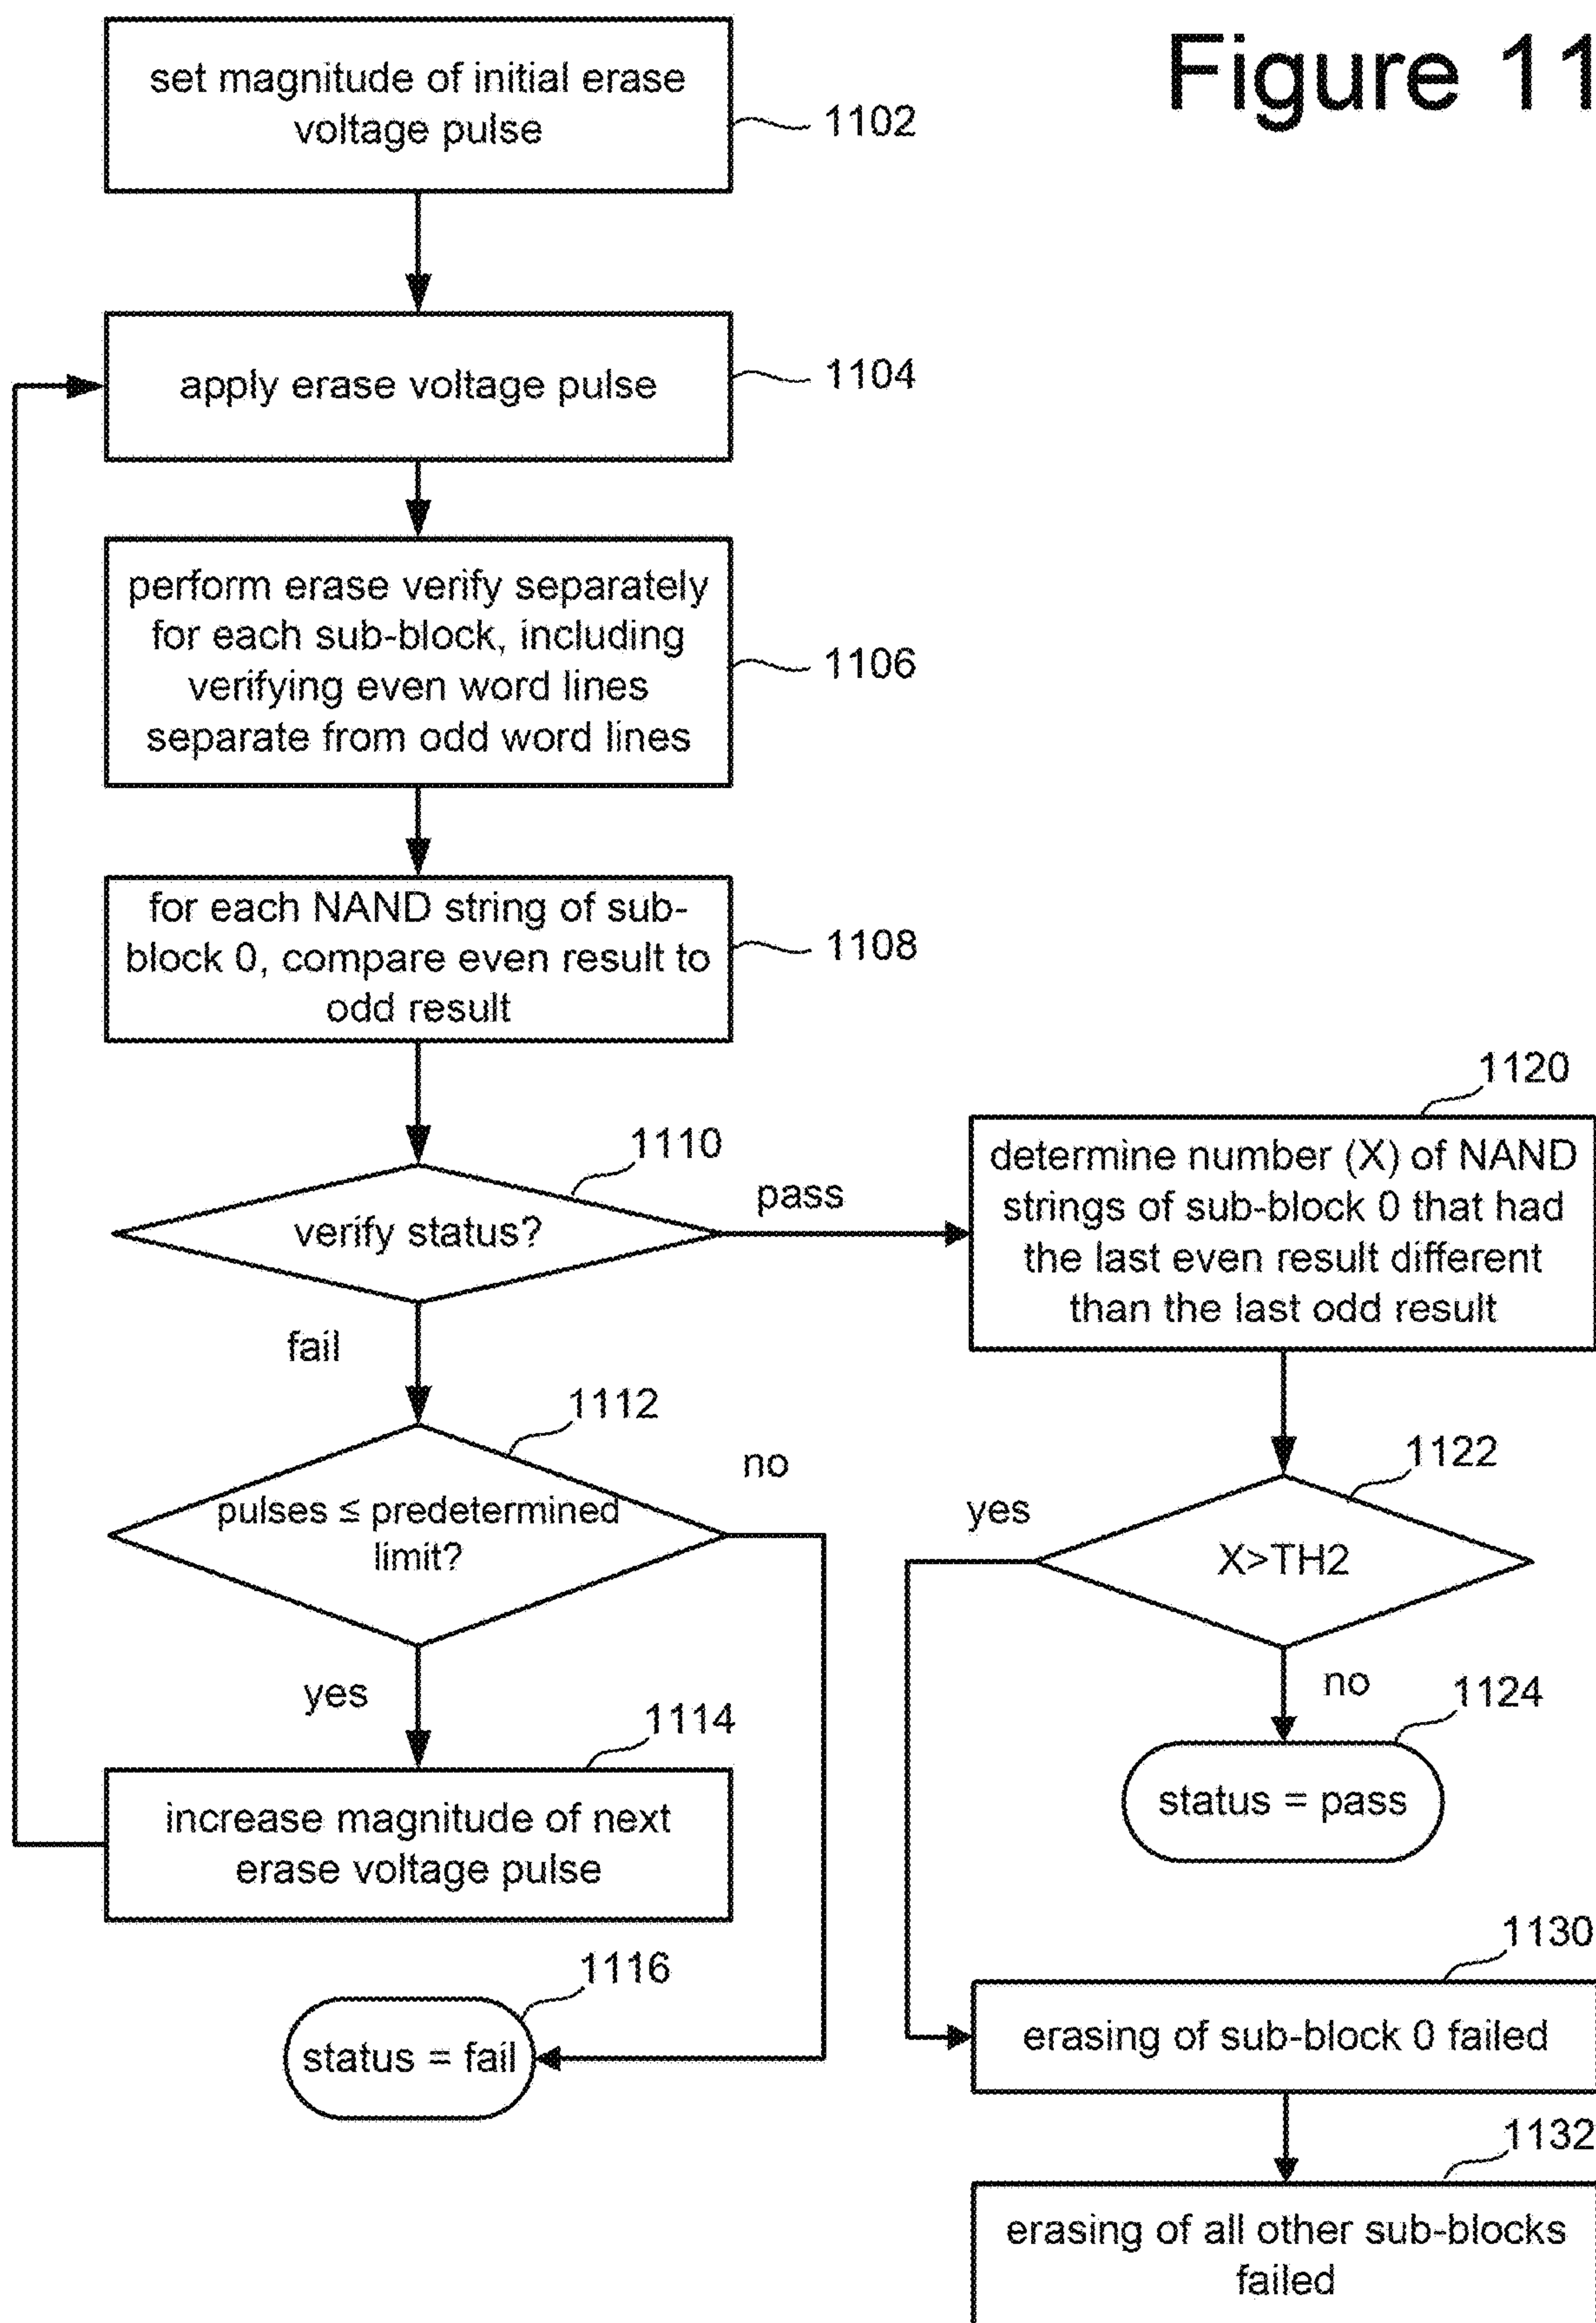 Figure 11
set magnitude of initial erase
voltage pulse
1102
apply erase voltage pulse
1104
perform erase verify separately
for each sub-block, including
verifying even word lines
separate from odd word lines
1106
for each NAND string of sub-
block 0, compare even result to
odd result
1108
1110
verify status?
pass
fail
1112
pulses ≤ predetermined
limit?
no
yes
1114
increase magnitude of next
erase voltage pulse
1116
status = fail
1120
determine number (X) of NAND
strings of sub-block 0 that had
the last even result different
than the last odd result
1122
X>TH2
yes
no
1124
status = pass
1130
erasing of sub-block 0 failed
1132
erasing of all other sub-blocks
failed